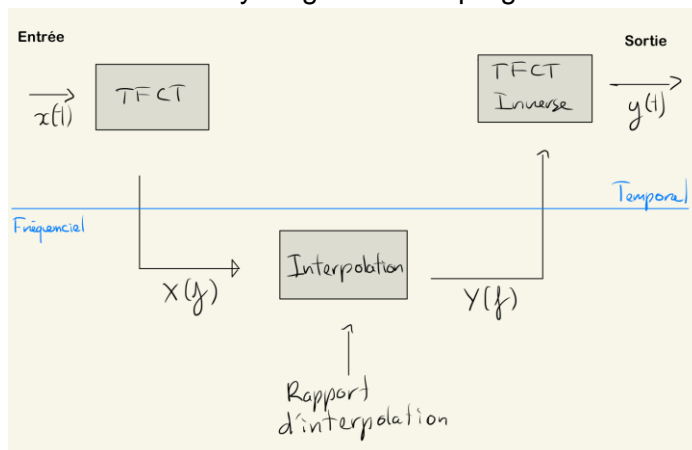 Entrée
Sortie
TFCT
TFCT
Inverse
x(t)
y(t)
Temporel
Fréquenciel
Interpolation
X(f)
Y(f)
Rapport
d'interpolation